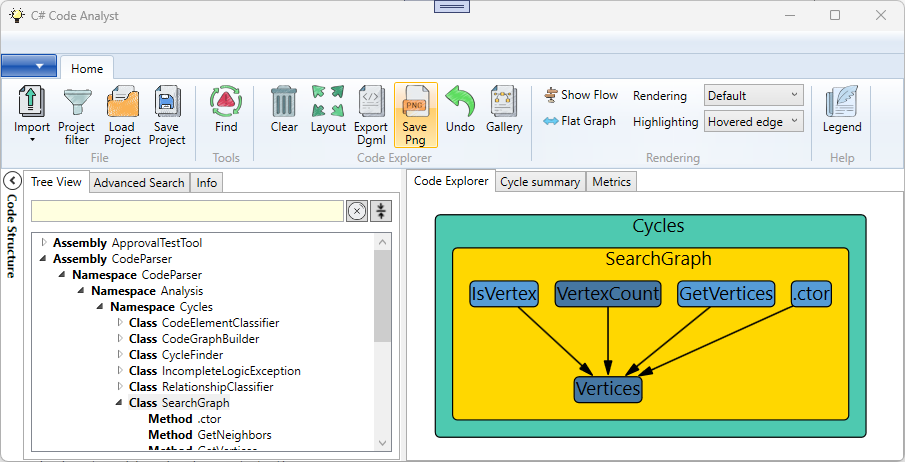 C# Code Analyst
Home
Import
Project filter
Load Project
Save Project
File
Find
Tools
Clear
Layout
Export Dgml
Save Png
PNG
Undo
Gallery
Code Explorer
Show Flow
Flat Graph
Rendering
Default
Highlighting
Hovered edge
Rendering
Legend
Help
Code Structure
Tree View
Advanced Search
Info
Assembly ApprovalTestTool
Assembly CodeParser
Namespace CodeParser
Namespace Analysis
Namespace Cycles
Class CodeElementClassifier
Class CodeGraphBuilder
Class CycleFinder
Class IncompleteLogicException
Class RelationshipClassifier
Class SearchGraph
Method .ctor
Method GetNeighbors
Method GetVertices
Code Explorer
Cycle summary
Metrics
Cycles
SearchGraph
IsVertex
VertexCount
GetVertices
.ctor
Vertices